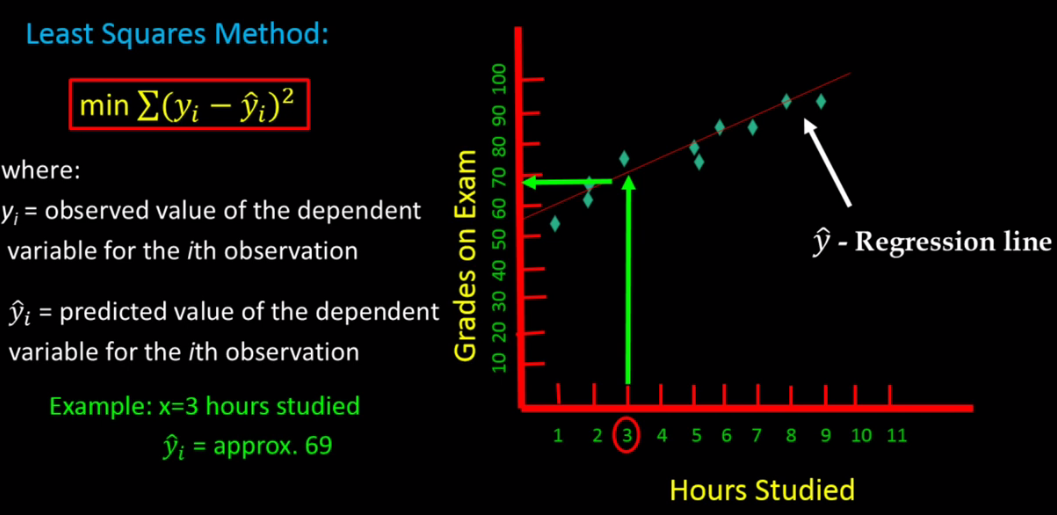 Least Squares Method:
min ∑(yᵢ − ŷᵢ)²
where:
yᵢ = observed value of the dependent
variable for the ith observation
ŷᵢ = predicted value of the dependent
variable for the ith observation
Example: x=3 hours studied
ŷᵢ = approx. 69
Grades on Exam
10 20 30 40 50 60 70 80 90 100
ŷ - Regression line
1 2 3 4 5 6 7 8 9 10 11
Hours Studied